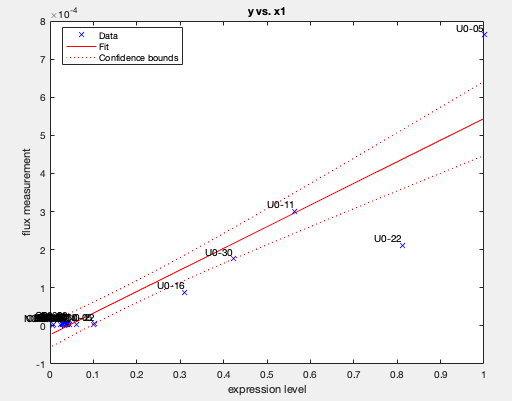 y vs. x1
×10⁻⁴
8
7
6
5
4
3
2
1
0
-1
flux measurement
Data
Fit
Confidence bounds
U0-05
U0-11
U0-22
U0-30
U0-16
0 0.1 0.2 0.3 0.4 0.5 0.6 0.7 0.8 0.9 1
expression level